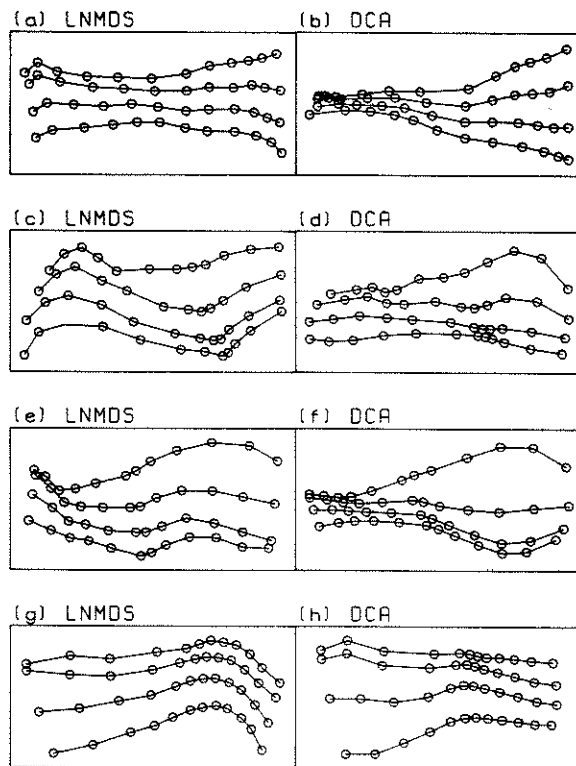 (a) LNMDS (b) DCA
(c) LNMDS (d) DCA
(e) LNMDS (f) DCA
(g) LNMDS (h) DCA